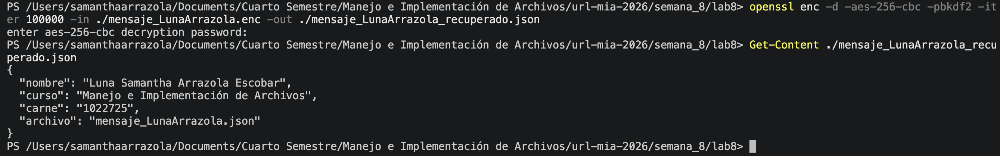 PS /Users/samanthaarrazola/Documents/Cuarto Semestre/Manejo e Implementación de Archivos/url-mia-2026/semana_8/lab8> openssl enc -d -aes-256-cbc -pbkdf2 -it
er 100000 -in ./mensaje_LunaArrazola.enc -out ./mensaje_LunaArrazola_recuperado.json
enter aes-256-cbc decryption password:
PS /Users/samanthaarrazola/Documents/Cuarto Semestre/Manejo e Implementación de Archivos/url-mia-2026/semana_8/lab8> Get-Content ./mensaje_LunaArrazola_recu
perado.json
{
  "nombre": "Luna Samantha Arrazola Escobar",
  "curso": "Manejo e Implementación de Archivos",
  "carne": "1022725",
  "archivo": "mensaje_LunaArrazola.json"
}
PS /Users/samanthaarrazola/Documents/Cuarto Semestre/Manejo e Implementación de Archivos/url-mia-2026/semana_8/lab8>